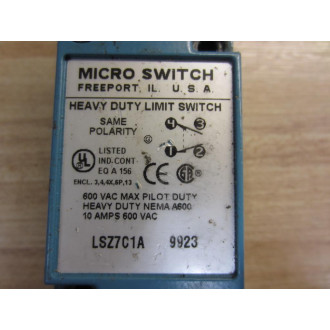 MICRO SWITCH
FREEPORT, IL. U.S.A.
HEAVY DUTY LIMIT SWITCH
SAME
POLARITY
4 3
1 2
UL
LISTED
IND. CONT
EQ A 156
ENCL. 3,4,4X,6P,13
CE
600 VAC MAX PILOT DUTY
HEAVY DUTY NEMA A600
10 AMPS 600 VAC
LSZ7C1A 9923